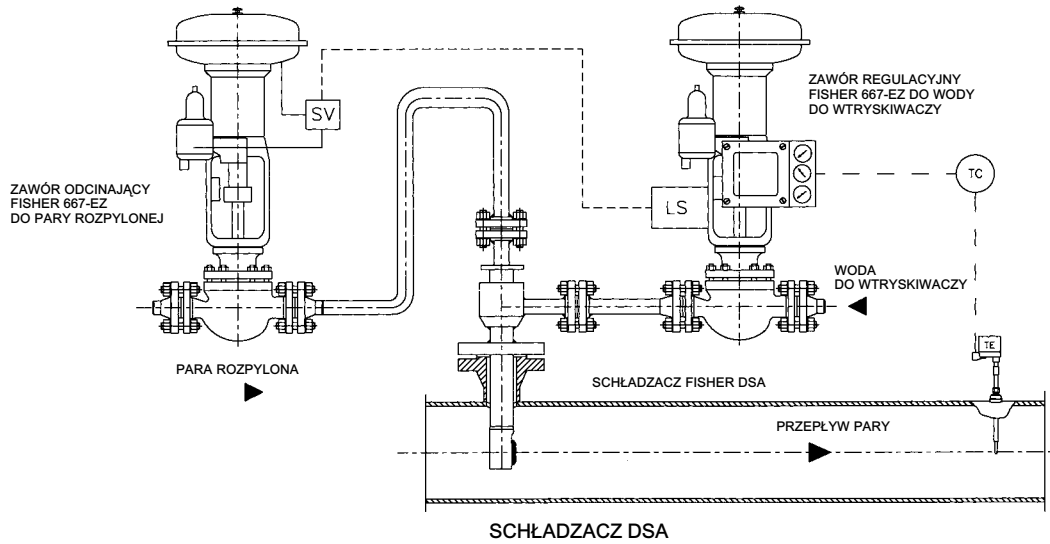 ZAWÓR ODCINAJĄCY
FISHER 667-EZ
DO PARY ROZPYLONEJ
SV
ZAWÓR REGULACYJNY
FISHER 667-EZ DO WODY
DO WTRYSKIWACZY
LS
TC
WODA
DO WTRYSKIWACZY
PARA ROZPYLONA
TE
SCHŁADZACZ FISHER DSA
PRZEPŁYW PARY
SCHŁADZACZ DSA